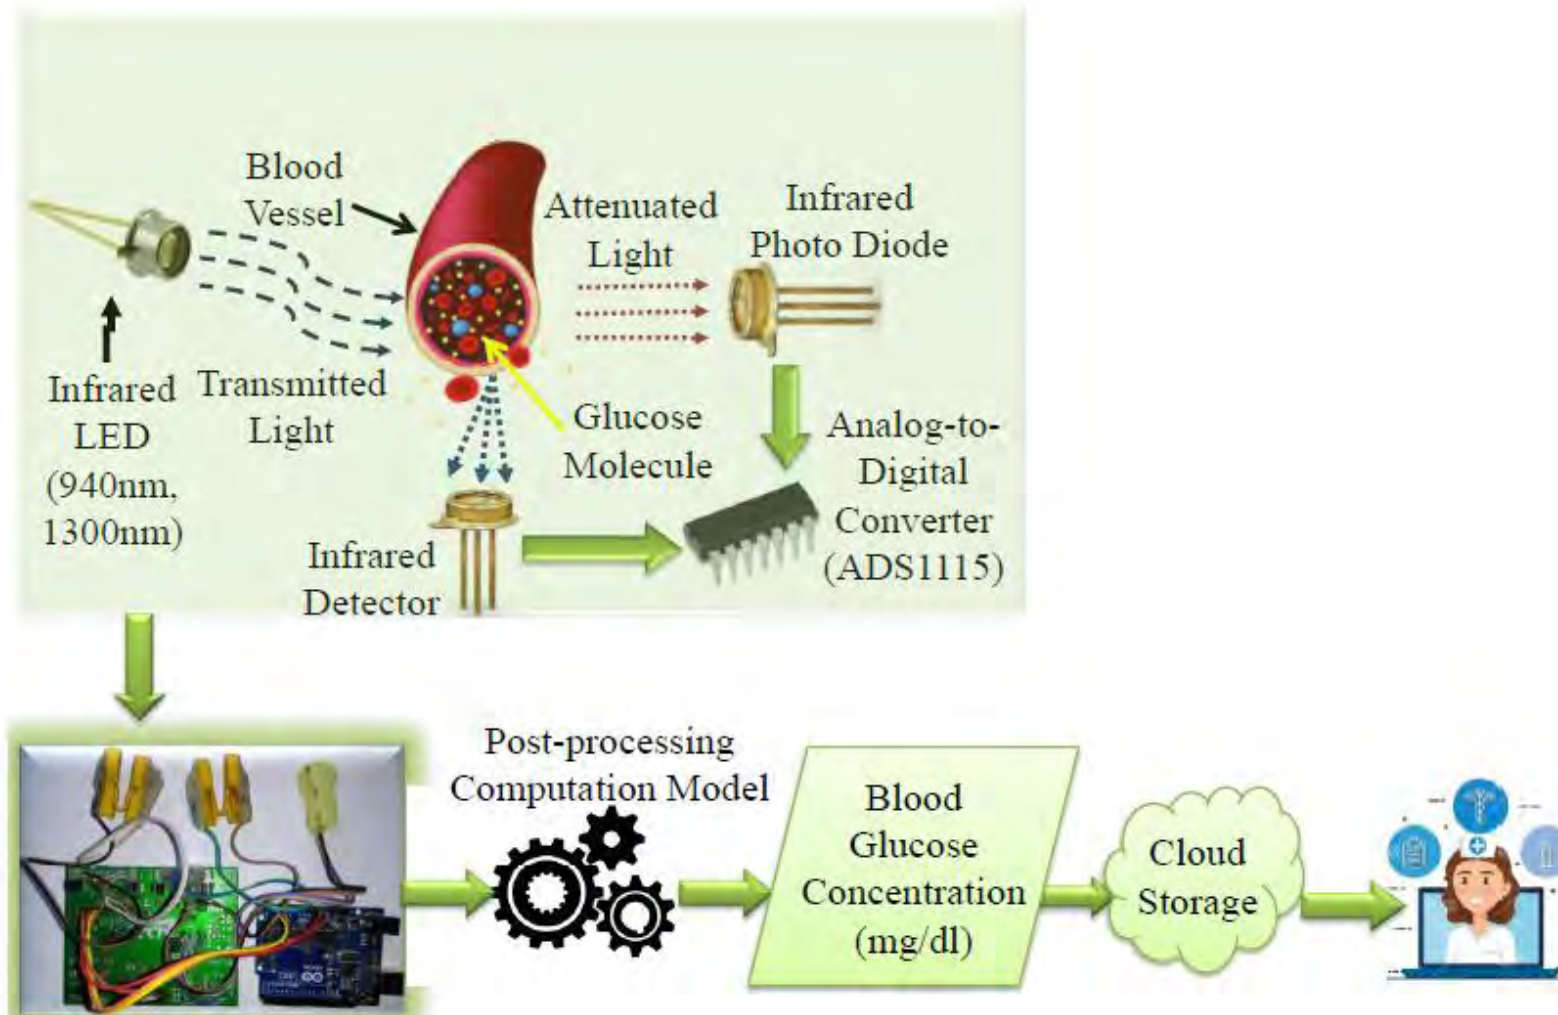 Blood
Vessel
Attenuated
Light
Infrared
Photo Diode
Infrared
LED
(940nm,
1300nm)
Transmitted
Light
Glucose
Molecule
Analog-to-
Digital
Converter
(ADS1115)
Infrared
Detector
Post-processing
Computation Model
Blood
Glucose
Concentration
(mg/dl)
Cloud
Storage